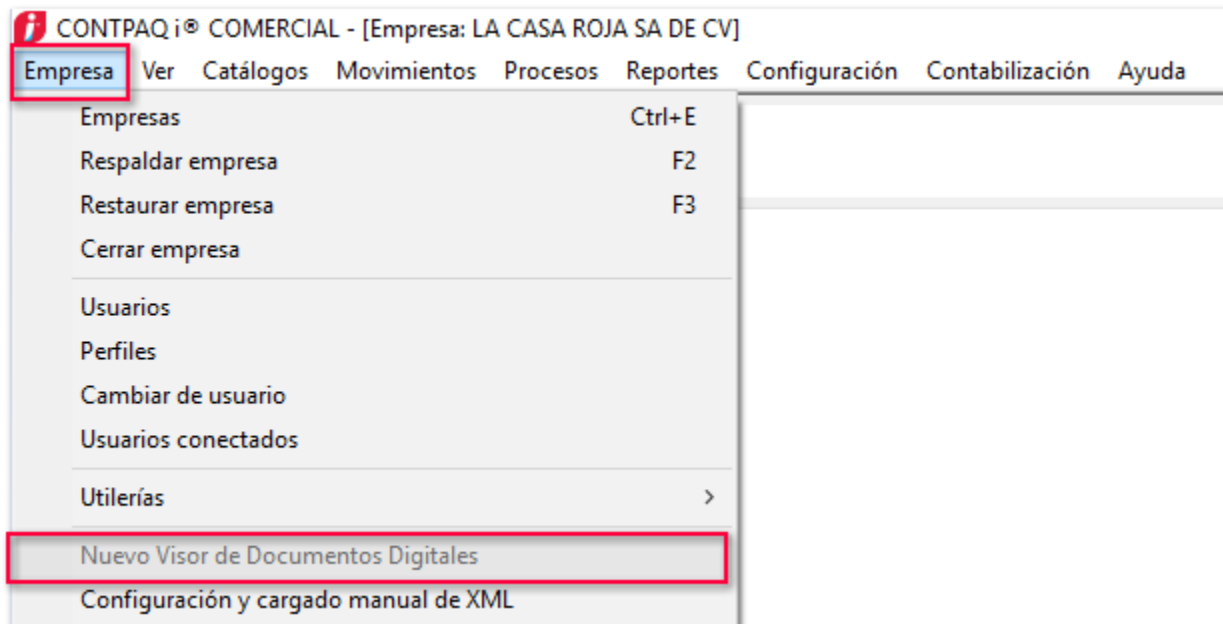 CONTPAQ i® COMERCIAL - [Empresa: LA CASA ROJA SA DE CV]
Empresa Ver Catálogos Movimientos Procesos Reportes Configuración Contabilización Ayuda
Empresas Ctrl+E
Respaldar empresa F2
Restaurar empresa F3
Cerrar empresa
Usuarios
Perfiles
Cambiar de usuario
Usuarios conectados
Utilerías >
Nuevo Visor de Documentos Digitales
Configuración y cargado manual de XML